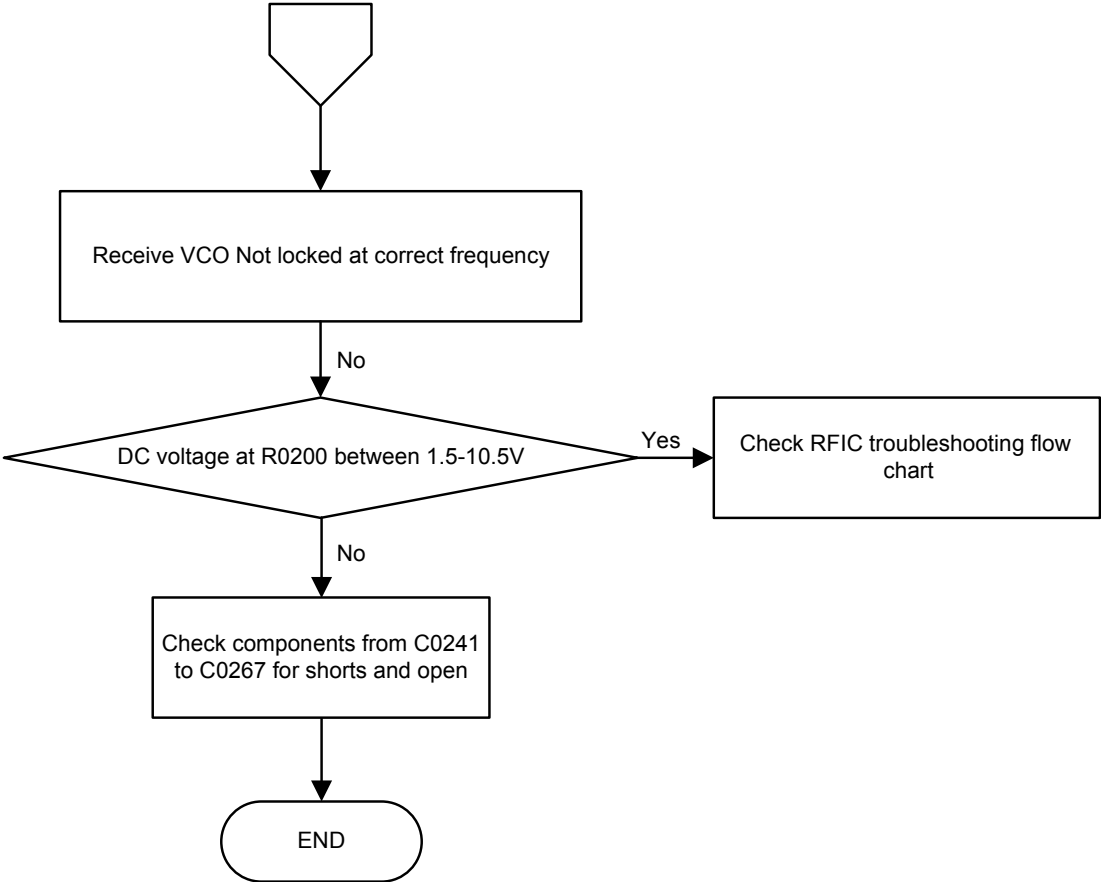 Receive VCO Not locked at correct frequency
No
DC voltage at R0200 between 1.5-10.5V
Yes
Check RFIC troubleshooting flow
chart
No
Check components from C0241
to C0267 for shorts and open
END